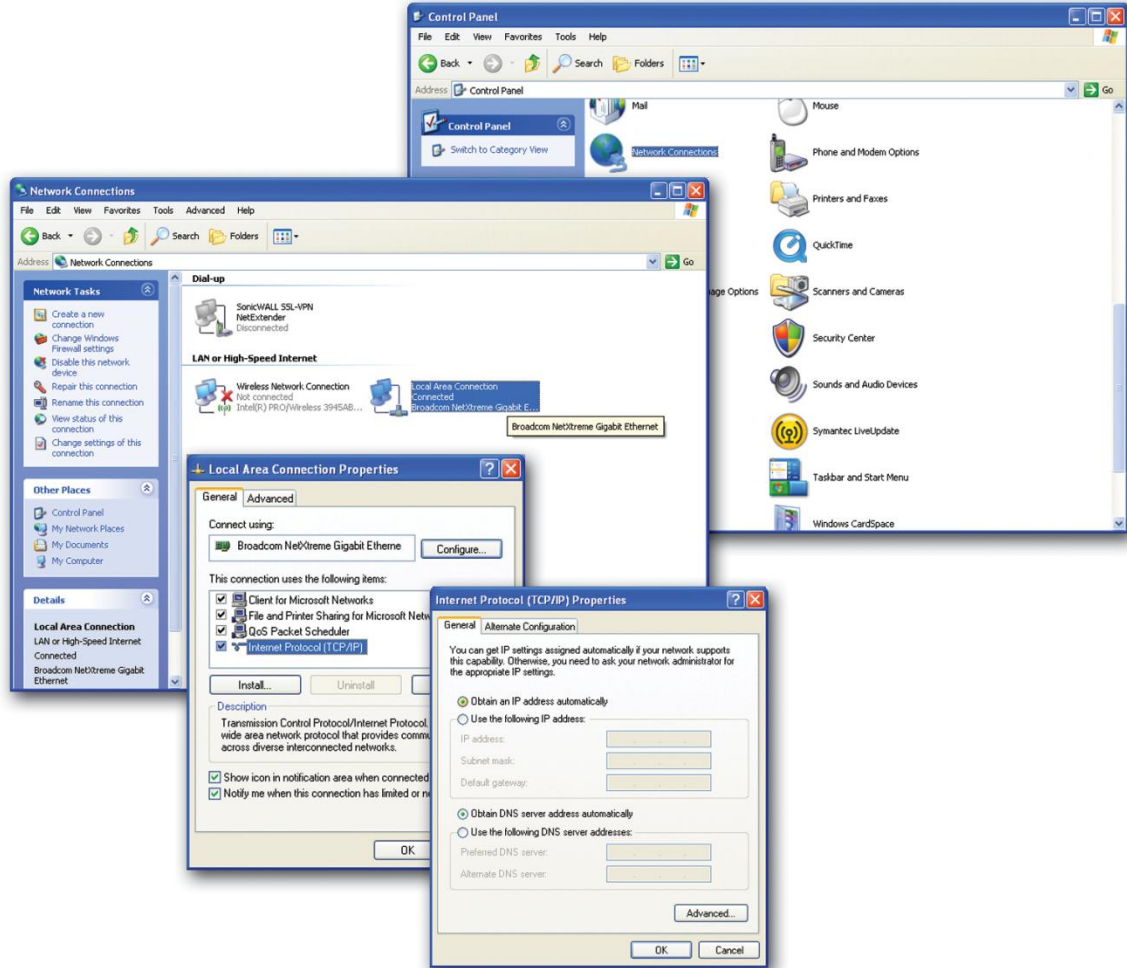 Control Panel
File Edit View Favorites Tools Help
Back Search Folders
Address Control Panel Go
Control Panel
Switch to Category View
Mail
Mouse
Network Connections
Phone and Modem Options
Printers and Faxes
QuickTime
age Options
Scanners and Cameras
Security Center
Sounds and Audio Devices
Symantec LiveUpdate
Taskbar and Start Menu
Windows CardSpace
Network Connections
File Edit View Favorites Tools Advanced Help
Back Search Folders
Address Network Connections Go
Network Tasks
Create a new
connection
Change Windows
Firewall settings
Disable this network
device
Repair this connection
Rename this connection
View status of this
connection
Change settings of this
connection
Other Places
Control Panel
My Network Places
My Documents
My Computer
Details
Local Area Connection
LAN or High-Speed Internet
Connected
Broadcom NetXtreme Gigabit
Ethernet
Dial-up
SonicWALL SSL-VPN
NetExtender
Disconnected
LAN or High-Speed Internet
Wireless Network Connection
Not connected
Intel(R) PRO/Wireless 3945AB...
Local Area Connection
Connected
Broadcom NetXtreme Gigabit E...
Broadcom NetXtreme Gigabit Ethernet
Local Area Connection Properties
General Advanced
Connect using:
Broadcom NetXtreme Gigabit Etherne Configure...
This connection uses the following items:
Client for Microsoft Networks
File and Printer Sharing for Microsoft Netw
QoS Packet Scheduler
Internet Protocol (TCP/IP)
Install... Uninstall
Description
Transmission Control Protocol/Internet Protocol.
wide area network protocol that provides commu
across diverse interconnected networks.
Show icon in notification area when connected
Notify me when this connection has limited or n
OK
Internet Protocol (TCP/IP) Properties
General Alternate Configuration
You can get IP settings assigned automatically if your network supports
this capability. Otherwise, you need to ask your network administrator for
the appropriate IP settings.
Obtain an IP address automatically
Use the following IP address:
IP address:
Subnet mask:
Default gateway:
Obtain DNS server address automatically
Use the following DNS server addresses:
Preferred DNS server:
Alternate DNS server:
Advanced...
OK Cancel